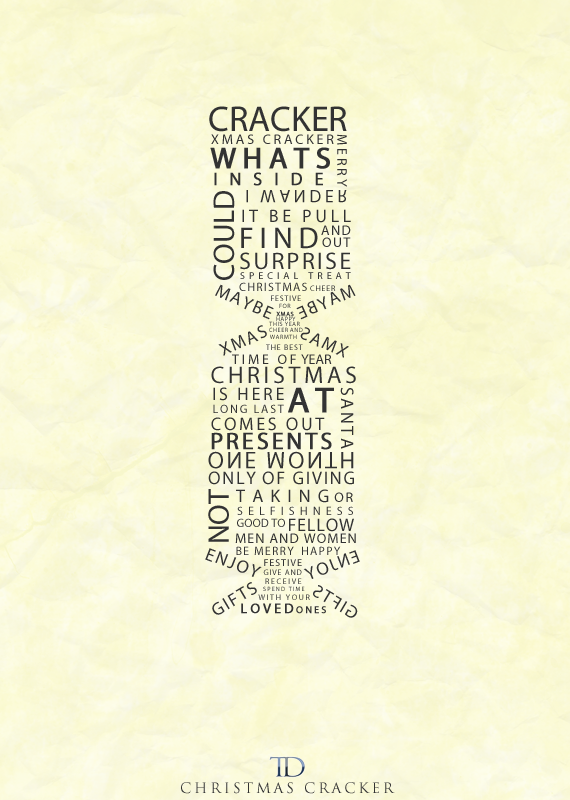 CRACKER
XMAS CRACKER
MERRY
WHATS
INSIDE
I WANDER
COULD
IT BE PULL
FIND
AND
OUT
SURPRISE
SPECIAL TREAT
CHRISTMAS CHEER
MAYBE
FESTIVE
MAYBE
FOR
XMAS
HAPPY
THIS YEAR
CHEER AND
WARMTH
XMAS
XMAS
THE BEST
TIME OF YEAR
CHRISTMAS
IS HERE
LONG LAST
AT
SANTA
COMES OUT
PRESENTS
ONE MONTH
ONLY OF GIVING
NOT
TAKING OR
SELFISHNESS
GOOD TO FELLOW
MEN AND WOMEN
BE MERRY HAPPY
ENJOY
FESTIVE
ENJOY
GIVE AND
RECEIVE
SPEND TIME
GIFTS
WITH YOUR
GIFTS
LOVED ONES
TD
CHRISTMAS CRACKER